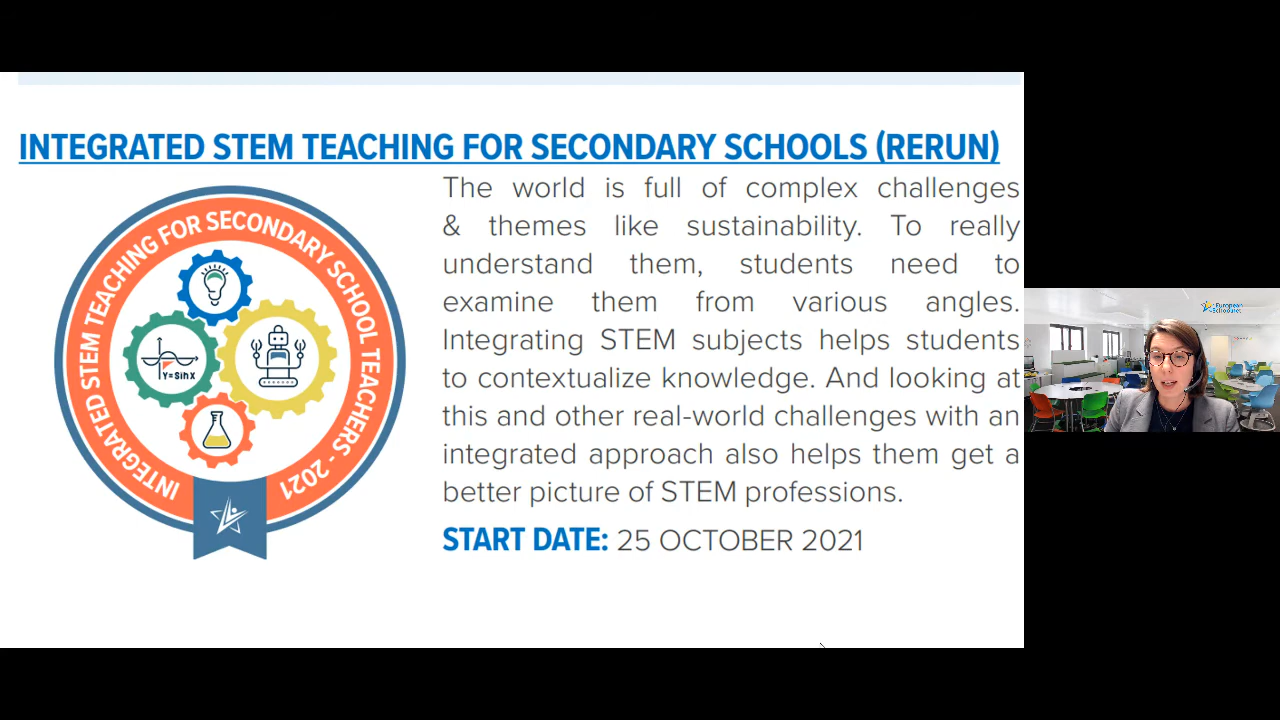 INTEGRATED STEM TEACHING FOR SECONDARY SCHOOLS (RERUN)
INTEGRATED STEM TEACHING FOR SECONDARY SCHOOL TEACHERS - 2021
Y=sinx
The world is full of complex challenges
& themes like sustainability. To really
understand them, students need to
examine them from various angles.
Integrating STEM subjects helps students
to contextualize knowledge. And looking at
this and other real-world challenges with an
integrated approach also helps them get a
better picture of STEM professions.
START DATE: 25 OCTOBER 2021
European
Schoolnet